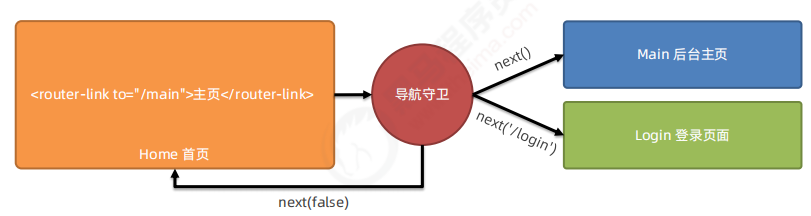 <router-link to="/main">主页</router-link>
Home 首页
导航守卫
next()
next('/login')
next(false)
Main 后台主页
Login 登录页面